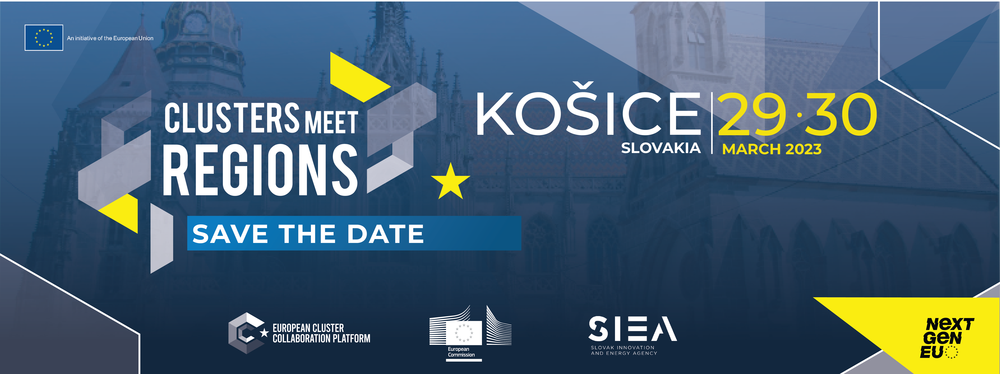 An initiative of the European Union
CLUSTERS MEET
REGIONS
KOŠICE
SLOVAKIA
29·30
MARCH 2023
SAVE THE DATE
EUROPEAN CLUSTER
COLLABORATION PLATFORM
European
Commission
SIEA
SLOVAK INNOVATION
AND ENERGY AGENCY
NeXT
GeN
EU